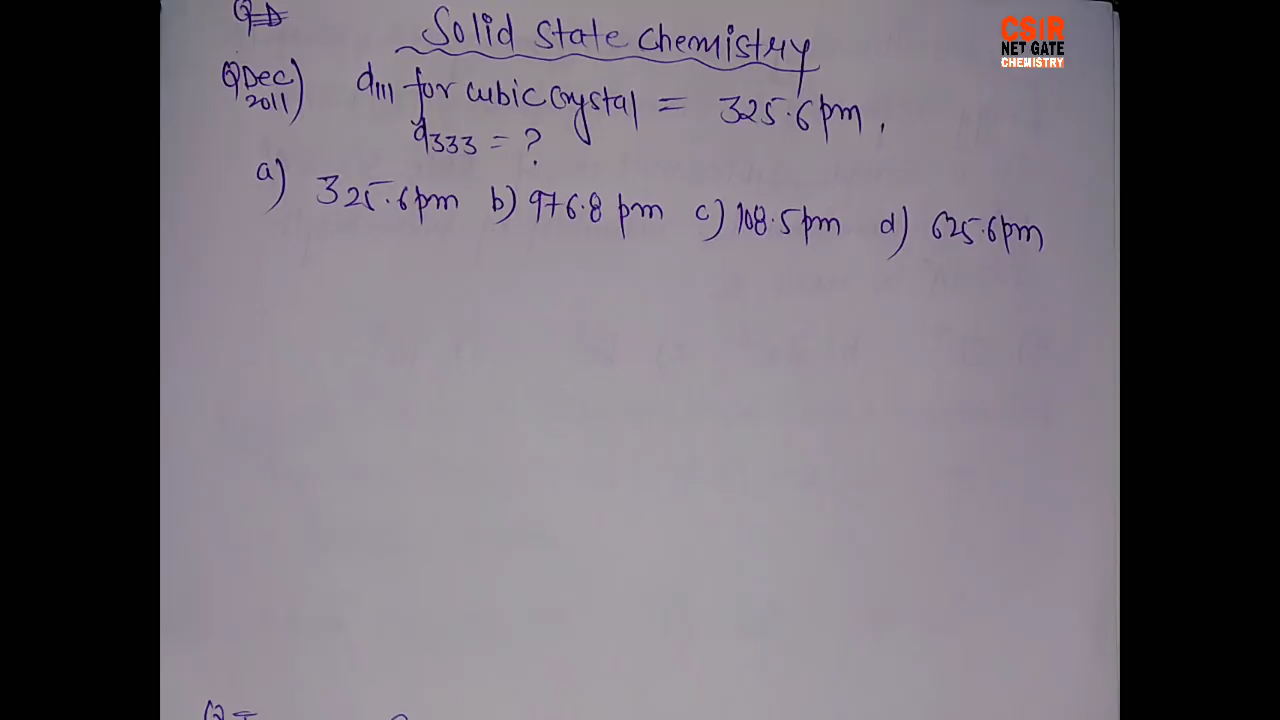 Solid State Chemistry
CSIR
NET GATE
CHEMISTRY
Q Dec 2011) d111 for cubic crystal = 325.6 pm,
d333 = ?
a) 325.6 pm b) 976.8 pm c) 108.5 pm d) 625.6 pm